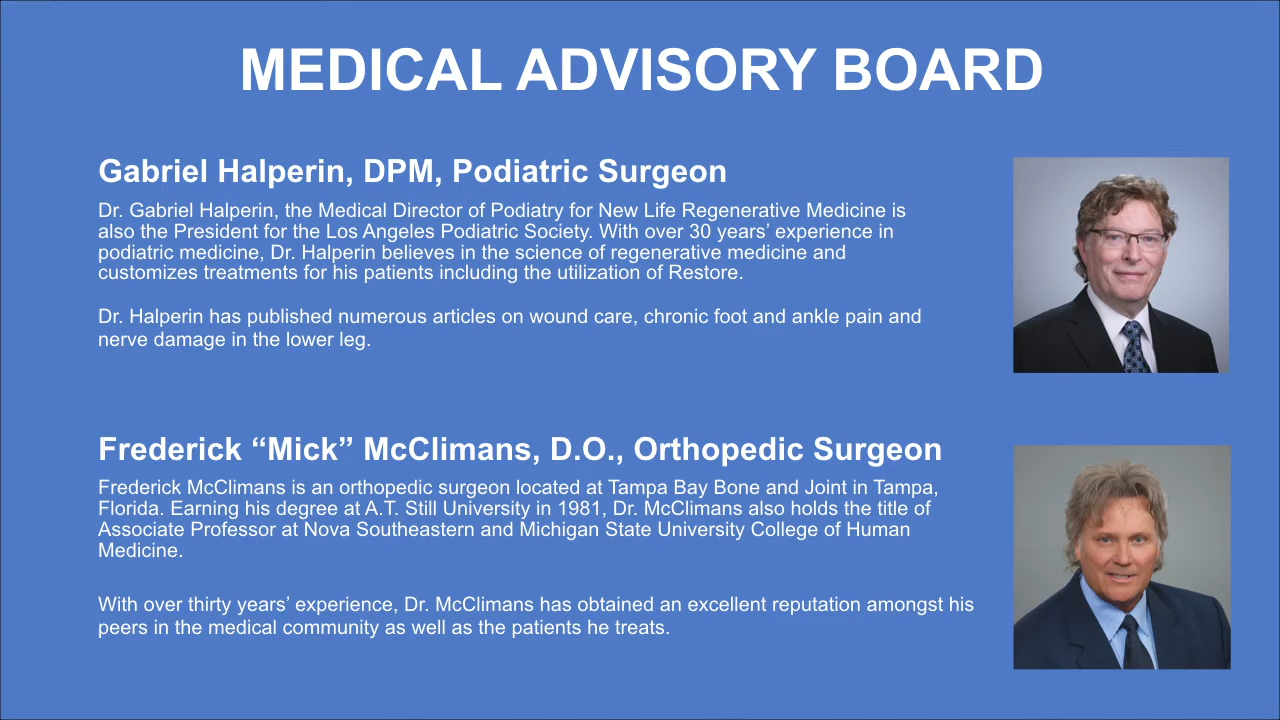 MEDICAL ADVISORY BOARD
Gabriel Halperin, DPM, Podiatric Surgeon
Dr. Gabriel Halperin, the Medical Director of Podiatry for New Life Regenerative Medicine is
also the President for the Los Angeles Podiatric Society. With over 30 years’ experience in
podiatric medicine, Dr. Halperin believes in the science of regenerative medicine and
customizes treatments for his patients including the utilization of Restore.
Dr. Halperin has published numerous articles on wound care, chronic foot and ankle pain and
nerve damage in the lower leg.
Frederick “Mick” McClimans, D.O., Orthopedic Surgeon
Frederick McClimans is an orthopedic surgeon located at Tampa Bay Bone and Joint in Tampa,
Florida. Earning his degree at A.T. Still University in 1981, Dr. McClimans also holds the title of
Associate Professor at Nova Southeastern and Michigan State University College of Human
Medicine.
With over thirty years’ experience, Dr. McClimans has obtained an excellent reputation amongst his
peers in the medical community as well as the patients he treats.